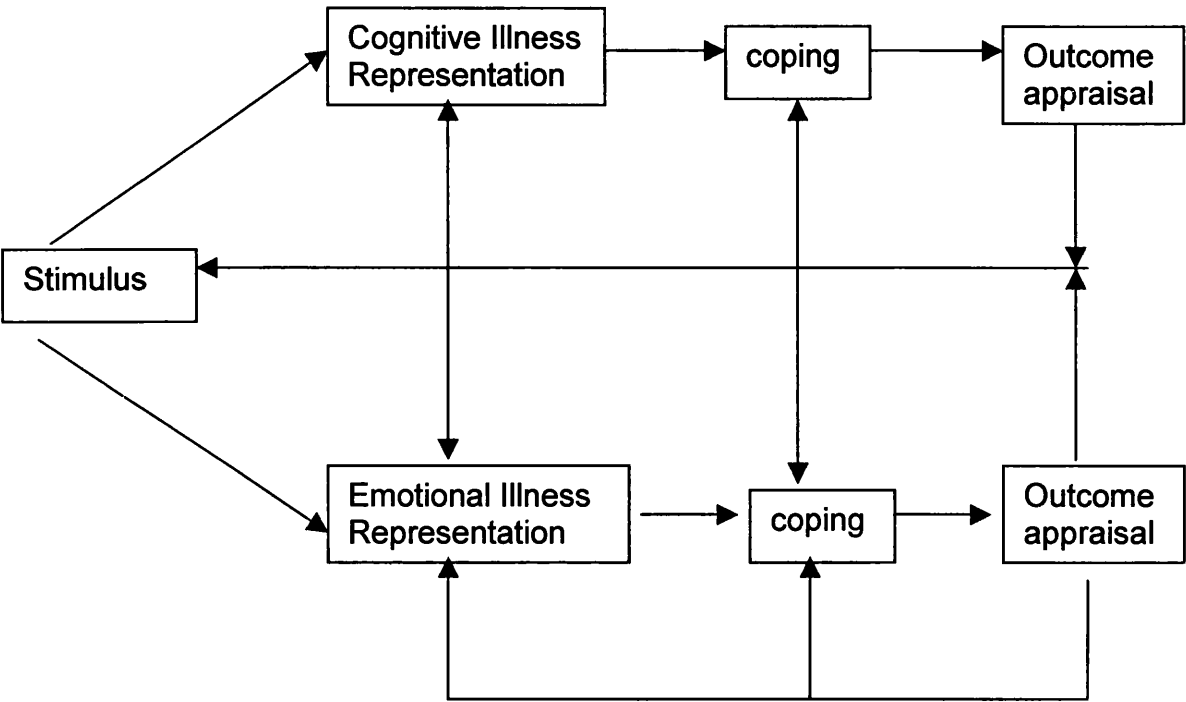 Cognitive Illness
Representation
coping
Outcome
appraisal
Stimulus
Emotional Illness
Representation
coping
Outcome
appraisal